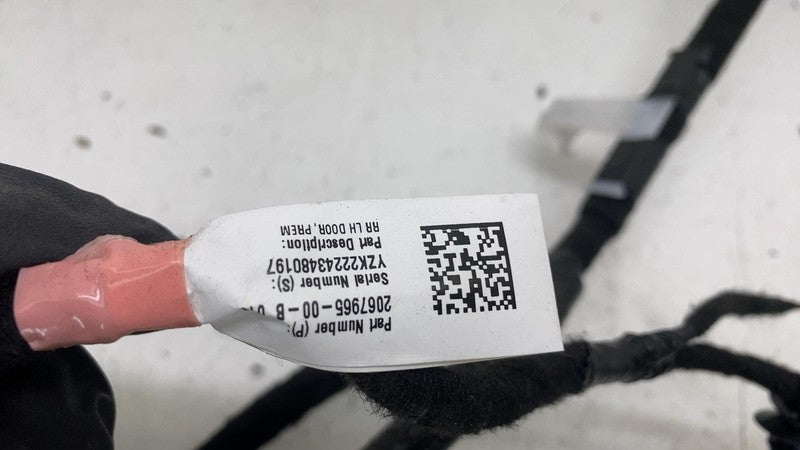 Part Number (P):
2067965-00-B
Serial Number (S):
YZK2224348019７
Part Description:
RR LH DOOR, PREM